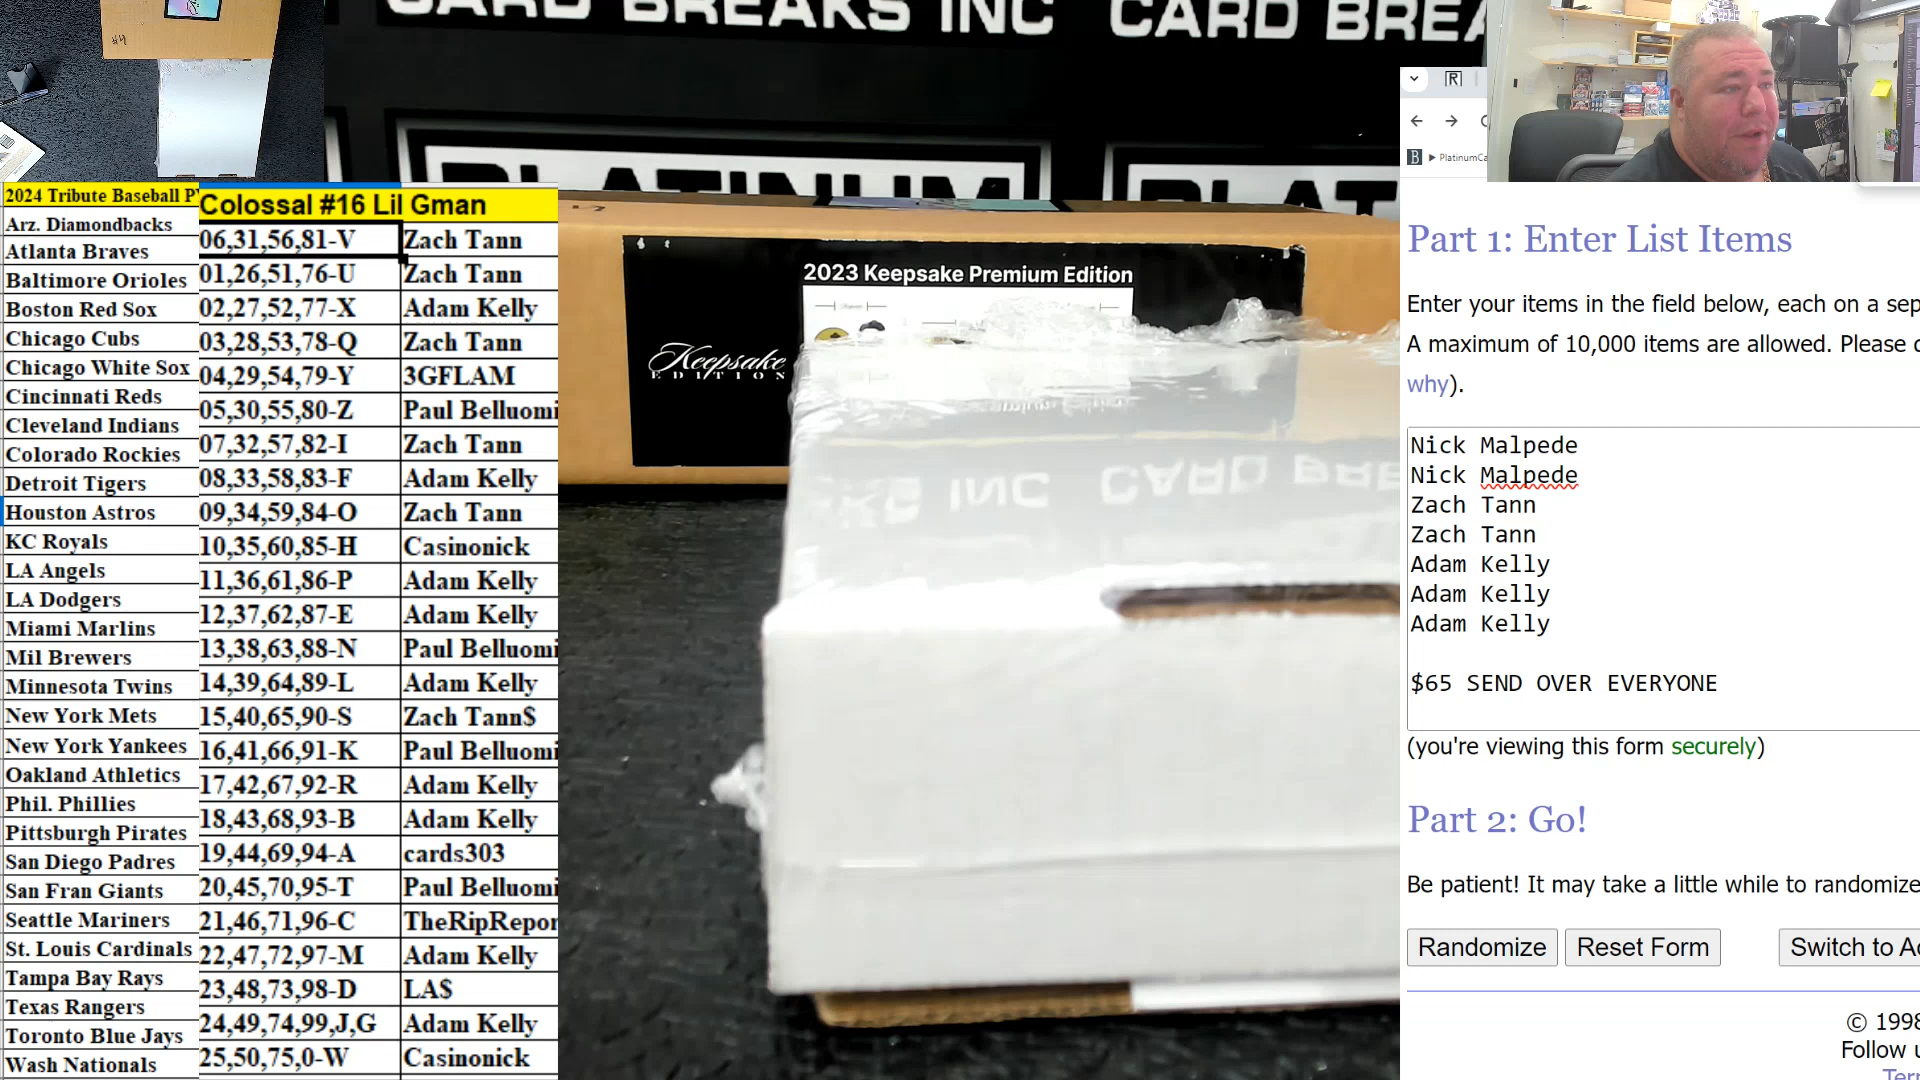 CARD BREAKS INC CARD BREA
PLATINUM PLAT
#4
2024 Tribute Baseball P
Arz. Diamondbacks
Atlanta Braves
Baltimore Orioles
Boston Red Sox
Chicago Cubs
Chicago White Sox
Cincinnati Reds
Cleveland Indians
Colorado Rockies
Detroit Tigers
Houston Astros
KC Royals
LA Angels
LA Dodgers
Miami Marlins
Mil Brewers
Minnesota Twins
New York Mets
New York Yankees
Oakland Athletics
Phil. Phillies
Pittsburgh Pirates
San Diego Padres
San Fran Giants
Seattle Mariners
St. Louis Cardinals
Tampa Bay Rays
Texas Rangers
Toronto Blue Jays
Wash Nationals
Colossal #16 Lil Gman
06,31,56,81-V Zach Tann
01,26,51,76-U Zach Tann
02,27,52,77-X Adam Kelly
03,28,53,78-Q Zach Tann
04,29,54,79-Y 3GFLAM
05,30,55,80-Z Paul Belluomi
07,32,57,82-I Zach Tann
08,33,58,83-F Adam Kelly
09,34,59,84-O Zach Tann
10,35,60,85-H Casinonick
11,36,61,86-P Adam Kelly
12,37,62,87-E Adam Kelly
13,38,63,88-N Paul Belluomi
14,39,64,89-L Adam Kelly
15,40,65,90-S Zach Tann$
16,41,66,91-K Paul Belluomi
17,42,67,92-R Adam Kelly
18,43,68,93-B Adam Kelly
19,44,69,94-A cards303
20,45,70,95-T Paul Belluomi
21,46,71,96-C TheRipRepor
22,47,72,97-M Adam Kelly
23,48,73,98-D LA$
24,49,74,99,J,G Adam Kelly
25,50,75,0-W Casinonick
2023 Keepsake Premium Edition
Keepsake
EDITION
PlatinumCa
Part 1: Enter List Items
Enter your items in the field below, each on a sep
A maximum of 10,000 items are allowed. Please
why).
Nick Malpede
Nick Malpede
Zach Tann
Zach Tann
Adam Kelly
Adam Kelly
Adam Kelly
$65 SEND OVER EVERYONE
(you're viewing this form securely)
Part 2: Go!
Be patient! It may take a little while to randomize
Randomize Reset Form Switch to A
© 1998
Follow
Ter